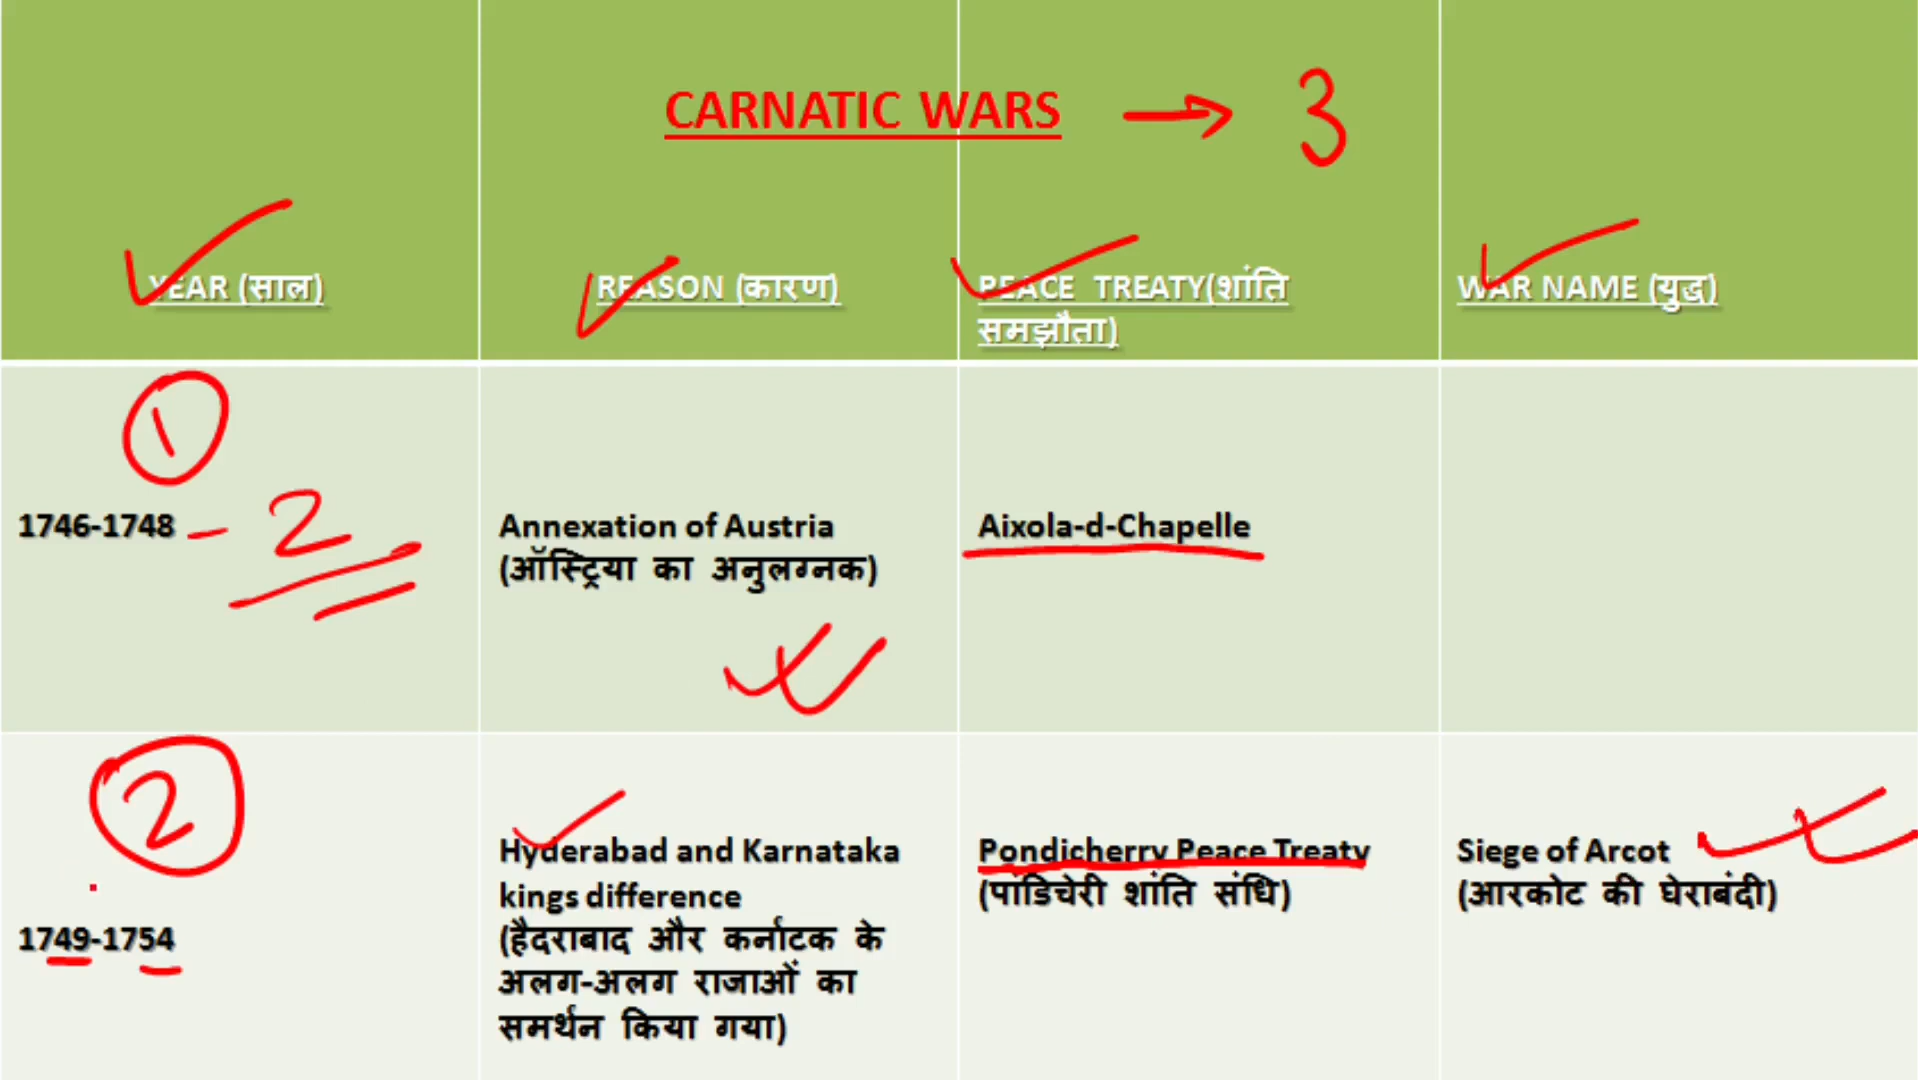 CARNATIC WARS → 3
YEAR (साल)
REASON (कारण)
PEACE TREATY(शांति
समझौता)
WAR NAME (युद्ध)
1
1746-1748 - 2
Annexation of Austria
(ऑस्ट्रिया का अनुलग्नक)
Aixola-d-Chapelle
2
1749-1754
Hyderabad and Karnataka
kings difference
(हैदराबाद और कर्नाटक के
अलग-अलग राजाओं का
समर्थन किया गया)
Pondicherry Peace Treaty
(पांडिचेरी शांति संधि)
Siege of Arcot
(आरकोट की घेराबंदी)